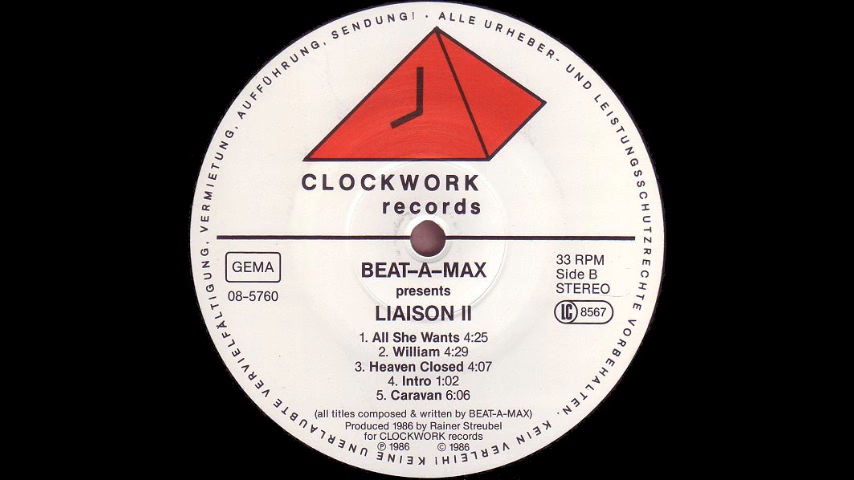 ALLE URHEBER- UND LEISTUNGSSCHUTZRECHTE VORBEHALTEN. KEIN VERLEIH! KEINE UNERLAUBTE VERVIELFÄLTIGUNG, VERMIETUNG, AUFFÜHRUNG, SENDUNG! ·
CLOCKWORK
records
GEMA
08–5760
33 RPM
Side B
STEREO
LC 8567
BEAT–A–MAX
presents
LIAISON II
1. All She Wants 4:25
2. William 4:29
3. Heaven Closed 4:07
4. Intro 1:02
5. Caravan 6:06
(all titles composed & written by BEAT-A-MAX)
Produced 1986 by Rainer Streubel
for CLOCKWORK records
℗ 1986 © 1986